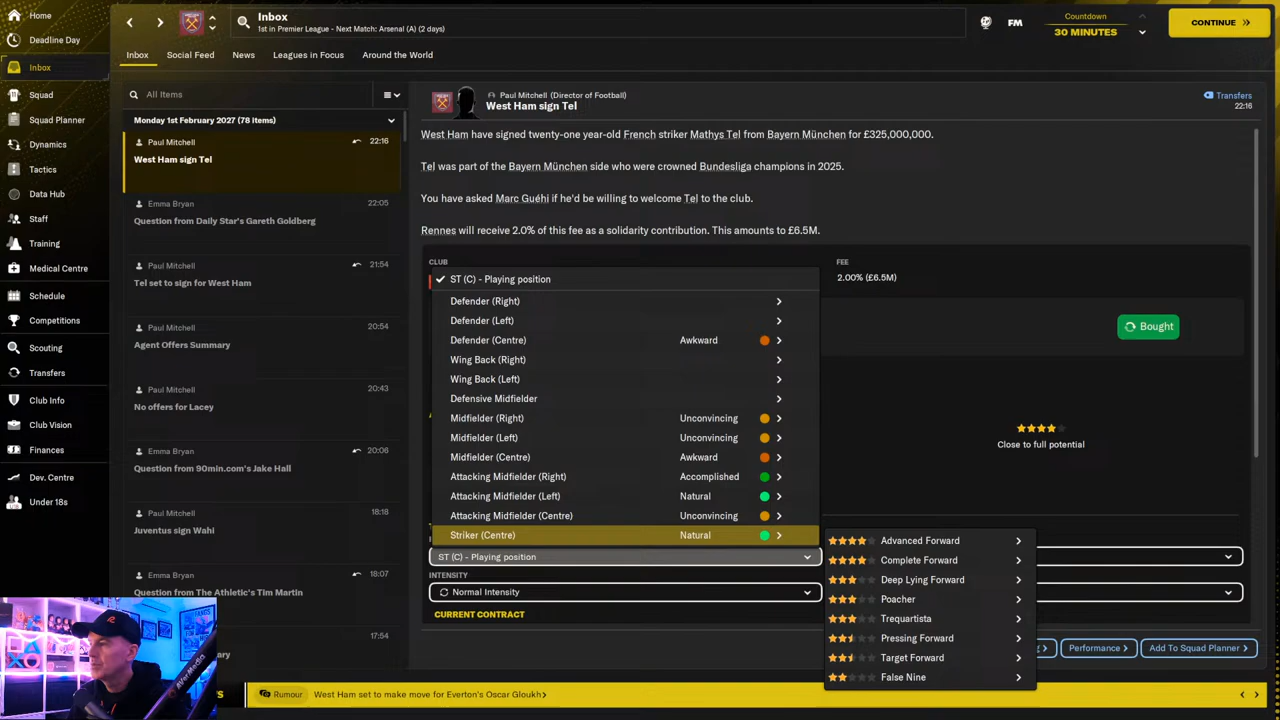 Home
Inbox
1st in Premier League - Next Match: Arsenal (A) (2 days)
FM
Countdown
30 MINUTES
CONTINUE
Deadline Day
Inbox
Squad
Squad Planner
Dynamics
Tactics
Data Hub
Staff
Training
Medical Centre
Schedule
Competitions
Scouting
Transfers
Club Info
Club Vision
Finances
Dev. Centre
Under 18s
Inbox Social Feed News Leagues in Focus Around the World
All Items
Monday 1st February 2027 (78 items)
Paul Mitchell 22:16
West Ham sign Tel
Emma Bryan 22:05
Question from Daily Star's Gareth Goldberg
Paul Mitchell 21:54
Tel set to sign for West Ham
Paul Mitchell 20:54
Agent Offers Summary
Paul Mitchell 20:43
No offers for Lacey
Emma Bryan 20:06
Question from 90min.com's Jake Hall
Paul Mitchell 18:18
Juventus sign Wahi
Emma Bryan 18:07
Question from The Athletic's Tim Martin
17:54
Paul Mitchell (Director of Football)
West Ham sign Tel
Transfers
22:16
West Ham have signed twenty-one year-old French striker Mathys Tel from Bayern München for £325,000,000.
Tel was part of the Bayern München side who were crowned Bundesliga champions in 2025.
You have asked Marc Guéhi if he'd be willing to welcome Tel to the club.
Rennes will receive 2.0% of this fee as a solidarity contribution. This amounts to £6.5M.
CLUB
FEE
2.00% (£6.5M)
Bought
Close to full potential
ST (C) - Playing position
Defender (Right)
Defender (Left)
Defender (Centre) Awkward
Wing Back (Right)
Wing Back (Left)
Defensive Midfielder
Midfielder (Right) Unconvincing
Midfielder (Left) Unconvincing
Midfielder (Centre) Awkward
Attacking Midfielder (Right) Accomplished
Attacking Midfielder (Left) Natural
Attacking Midfielder (Centre) Unconvincing
Striker (Centre) Natural
ST (C) - Playing position
INTENSITY
Normal Intensity
CURRENT CONTRACT
Advanced Forward
Complete Forward
Deep Lying Forward
Poacher
Trequartista
Pressing Forward
Target Forward
False Nine
Performance
Add To Squad Planner
Rumour
West Ham set to make move for Everton's Oscar Gloukh